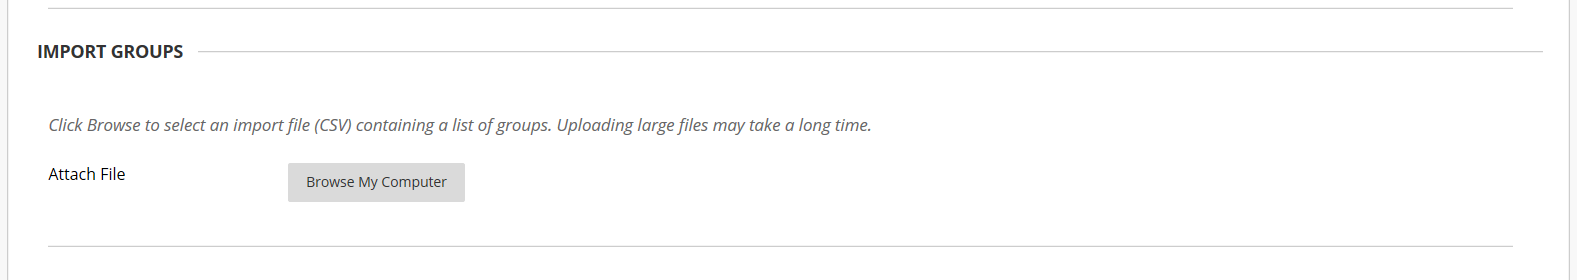 IMPORT GROUPS
Click Browse to select an import file (CSV) containing a list of groups. Uploading large files may take a long time.
Attach File
Browse My Computer